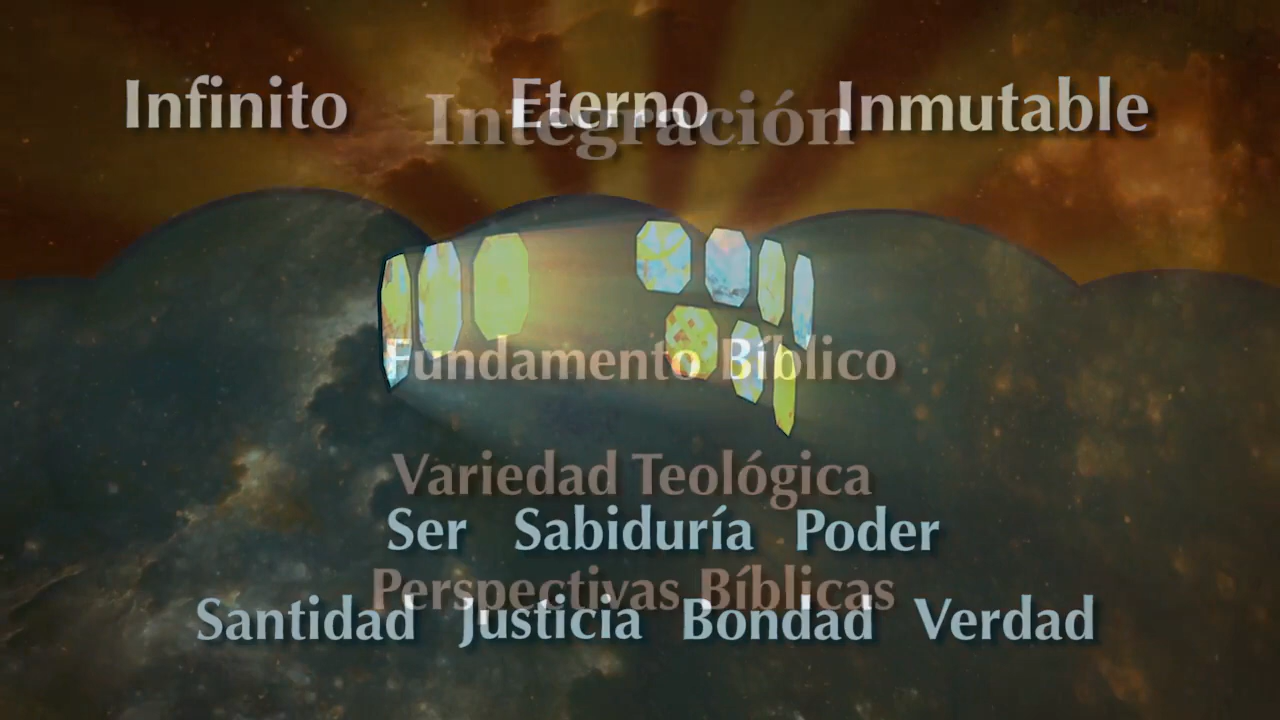 Infinito Eterno Inmutable
Integración
Fundamento Bíblico
Variedad Teológica
Ser Sabiduría Poder
Perspectivas Bíblicas
Santidad Justicia Bondad Verdad